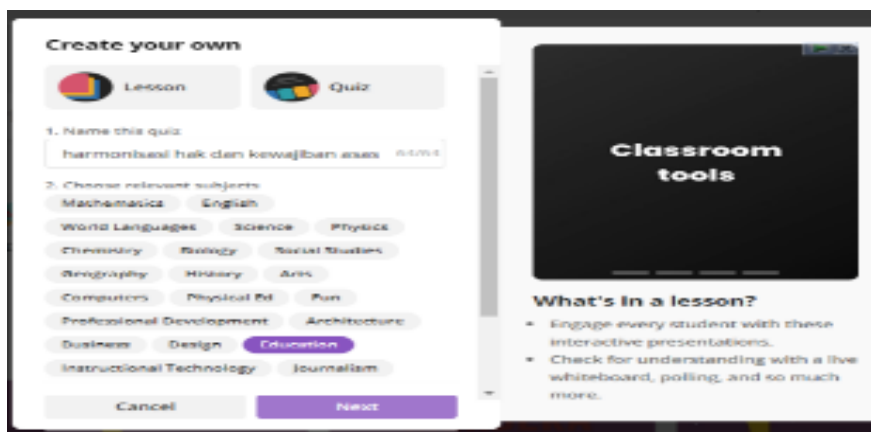 Create your own
Lesson Quiz
1. Name this quiz
harmonisasi hak dan kewajiban asas 64/64
2. Choose relevant subjects
Mathematics English
World Languages Science Physics
Chemistry Biology Social Studies
Geography History Arts
Computers Physical Ed Fun
Professional Development Architecture
Business Design Education
Instructional Technology Journalism
Cancel Next
Classroom
tools
What's in a lesson?
• Engage every student with these
interactive presentations.
• Check for understanding with a live
whiteboard, polling, and so much
more.